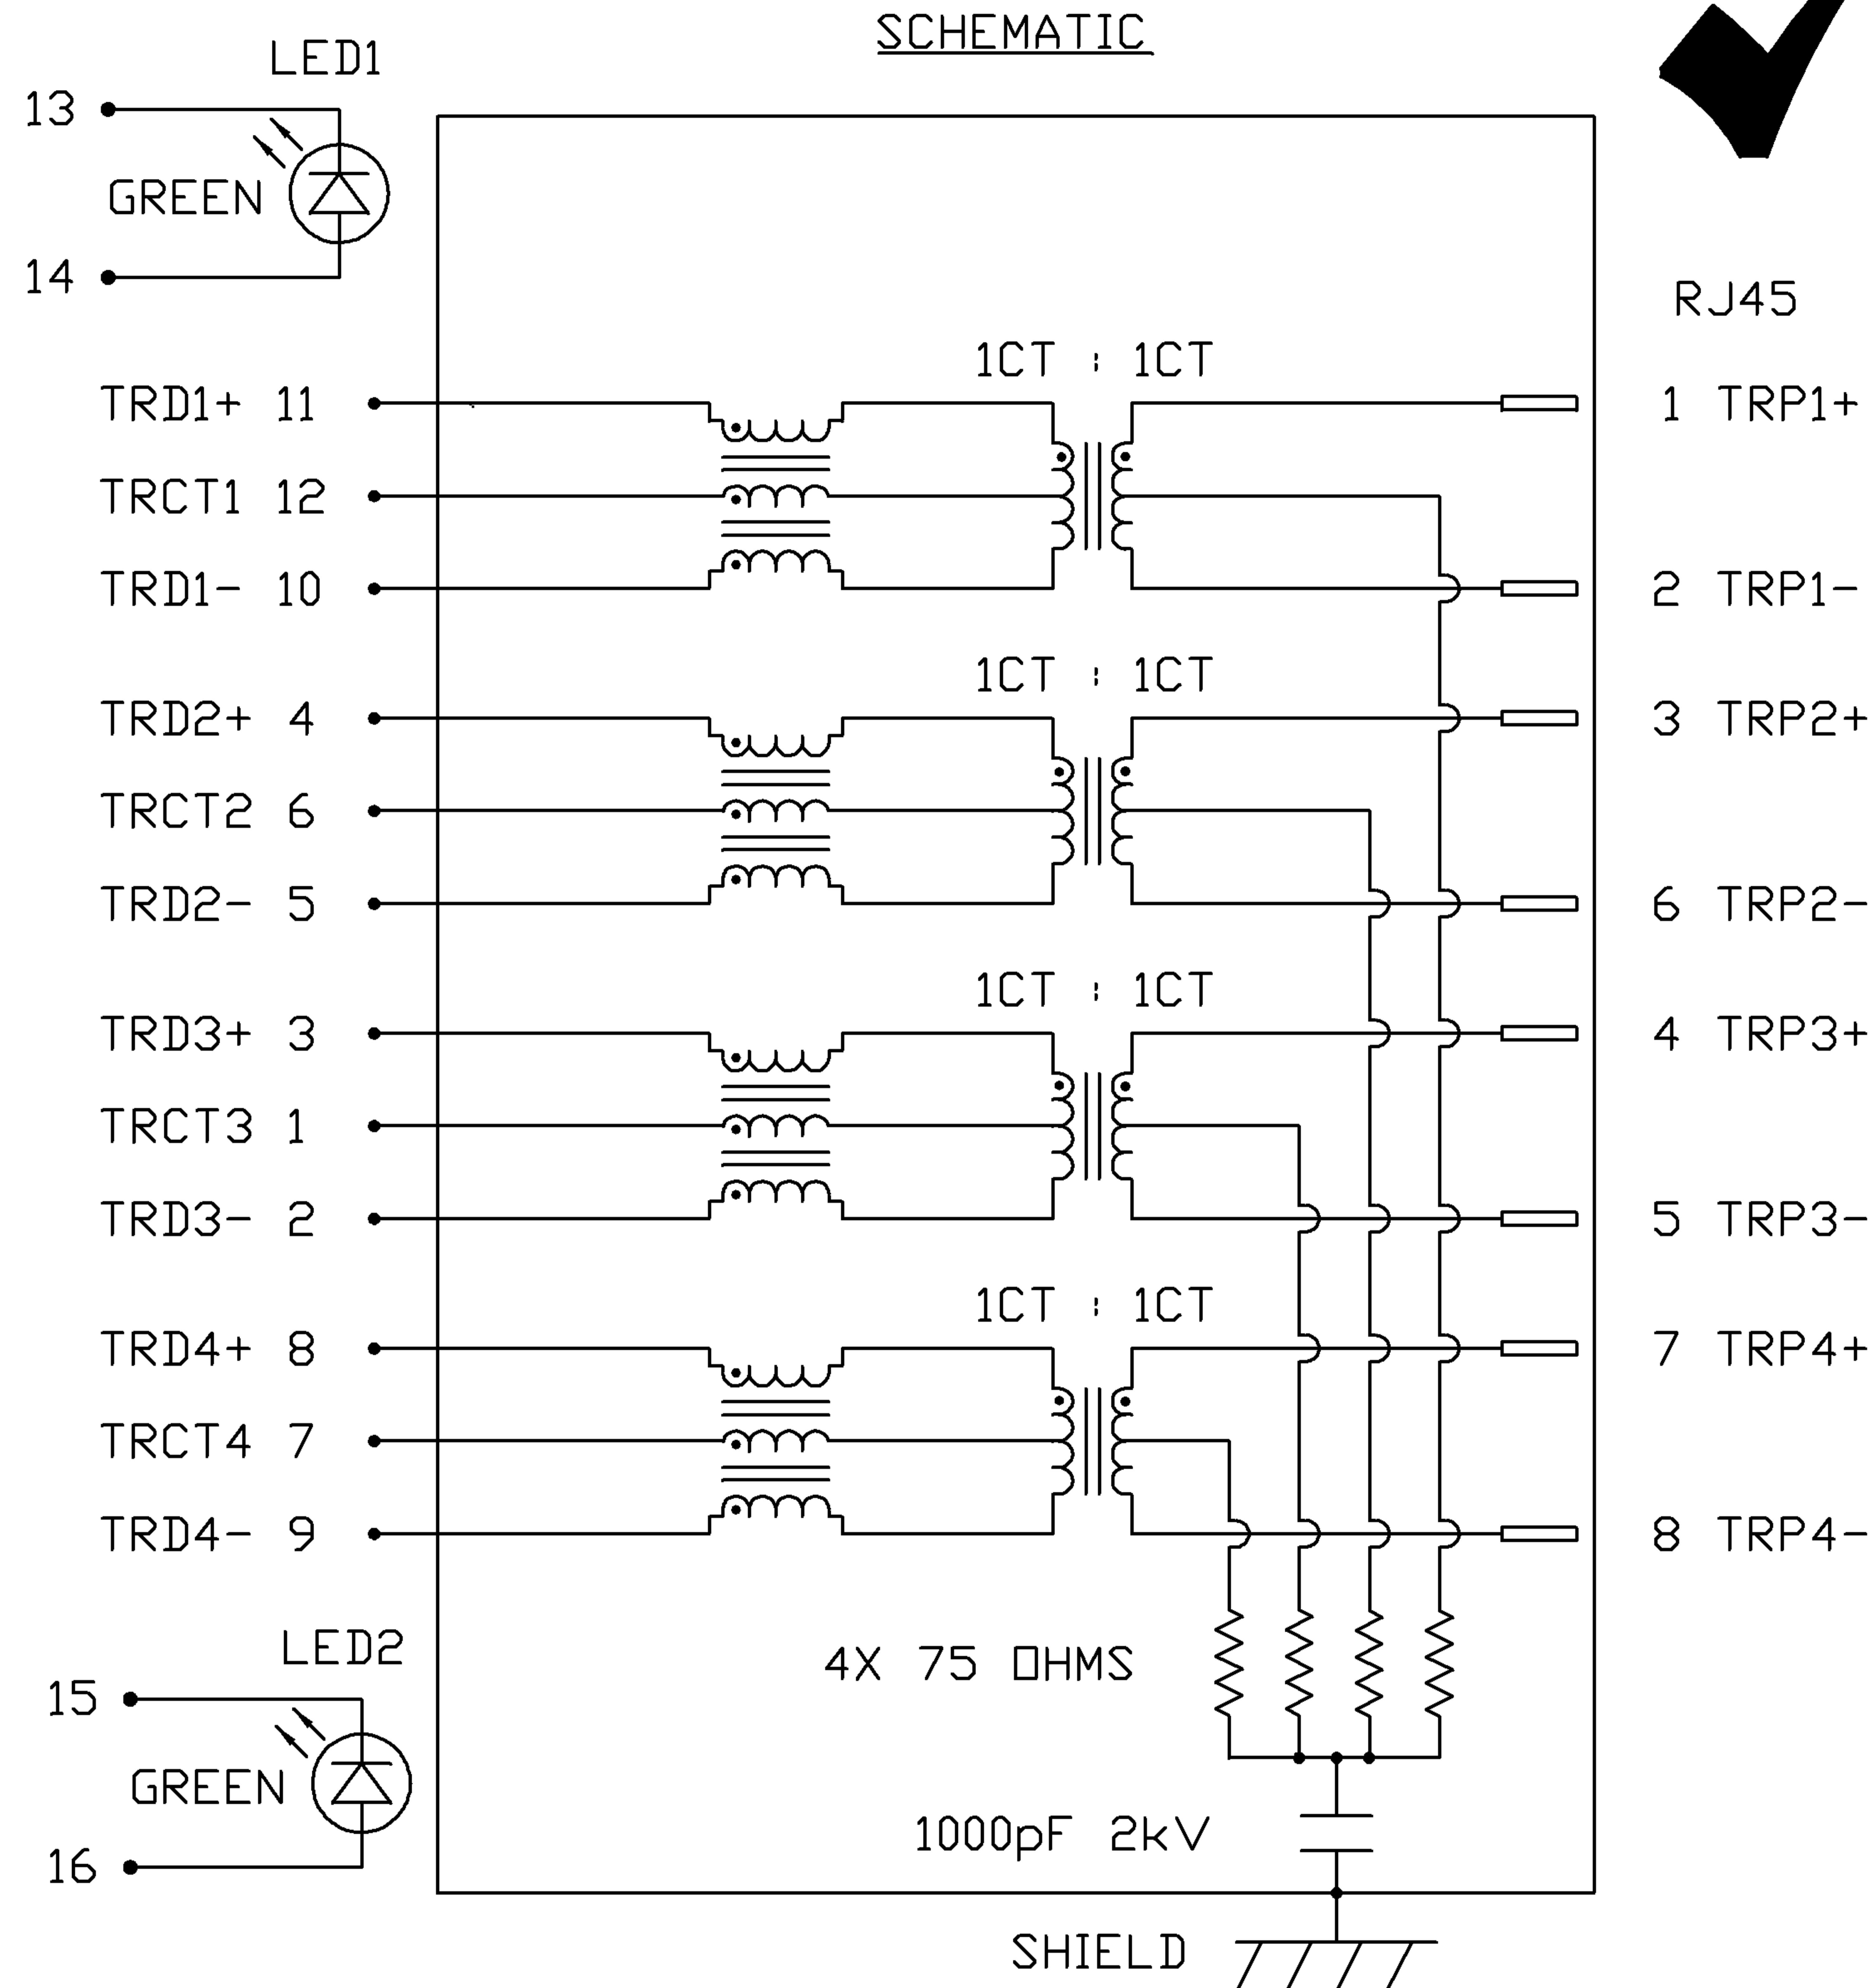 SCHEMATIC
LED1
13
GREEN
14
RJ45
1CT : 1CT
TRD1+ 11
1 TRP1+
TRCT1 12
TRD1- 10
2 TRP1-
1CT : 1CT
TRD2+ 4
3 TRP2+
TRCT2 6
TRD2- 5
6 TRP2-
1CT : 1CT
TRD3+ 3
4 TRP3+
TRCT3 1
TRD3- 2
5 TRP3-
1CT : 1CT
TRD4+ 8
7 TRP4+
TRCT4 7
TRD4- 9
8 TRP4-
LED2
4X 75 OHMS
15
GREEN
1000pF 2kV
16
SHIELD